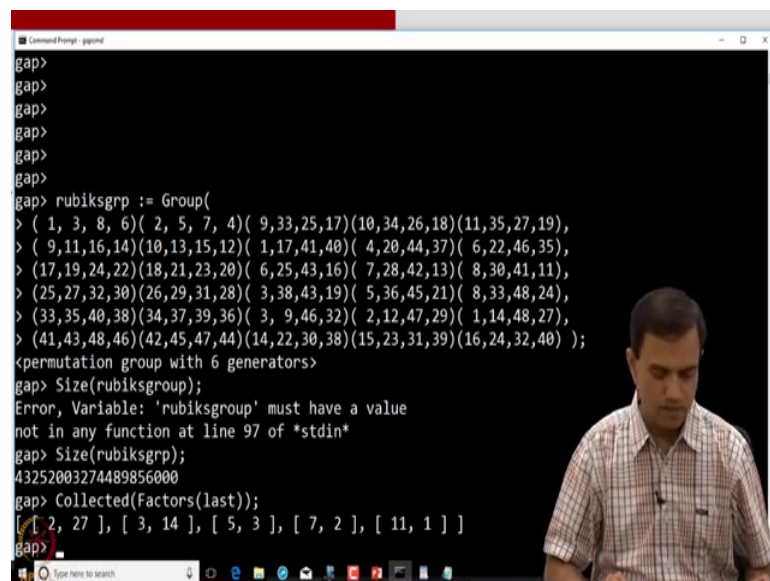 Command Prompt - gapcmd
gap>
gap>
gap>
gap>
gap>
gap>
gap> rubiksgrp := Group(
> ( 1, 3, 8, 6)( 2, 5, 7, 4)( 9,33,25,17)(10,34,26,18)(11,35,27,19),
> ( 9,11,16,14)(10,13,15,12)( 1,17,41,40)( 4,20,44,37)( 6,22,46,35),
> (17,19,24,22)(18,21,23,20)( 6,25,43,16)( 7,28,42,13)( 8,30,41,11),
> (25,27,32,30)(26,29,31,28)( 3,38,43,19)( 5,36,45,21)( 8,33,48,24),
> (33,35,40,38)(34,37,39,36)( 3, 9,46,32)( 2,12,47,29)( 1,14,48,27),
> (41,43,48,46)(42,45,47,44)(14,22,30,38)(15,23,31,39)(16,24,32,40) );
<permutation group with 6 generators>
gap> Size(rubiksgroup);
Error, Variable: 'rubiksgroup' must have a value
not in any function at line 97 of *stdin*
gap> Size(rubiksgrp);
43252003274489856000
gap> Collected(Factors(last));
[ [ 2, 27 ], [ 3, 14 ], [ 5, 3 ], [ 7, 2 ], [ 11, 1 ] ]
gap>
Type here to search